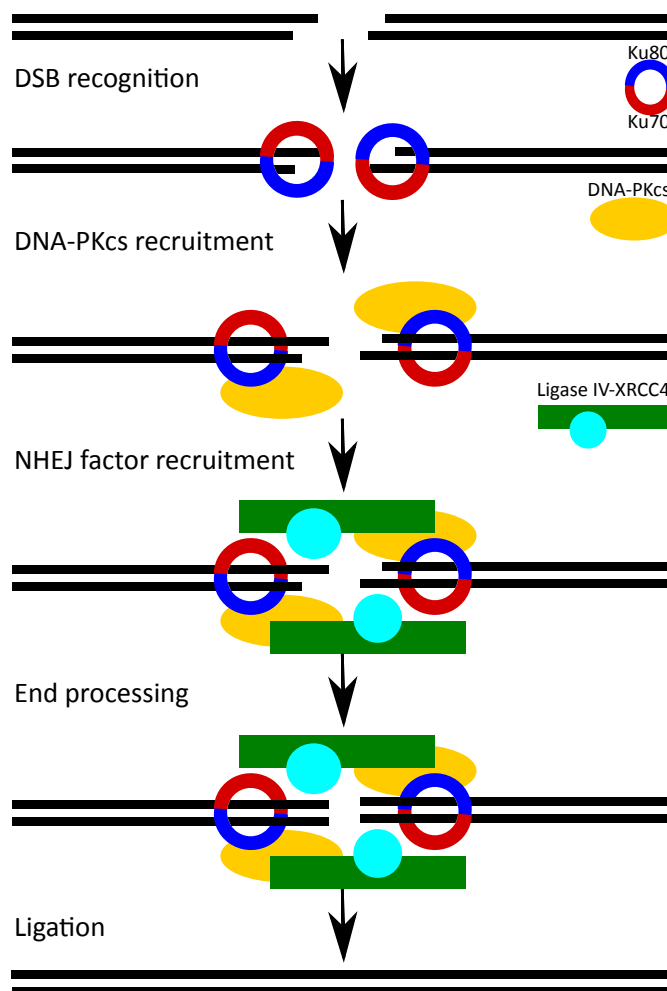 Ku80
DSB recognition
Ku70
DNA-PKcs
DNA-PKcs recruitment
Ligase IV-XRCC4
NHEJ factor recruitment
End processing
Ligation